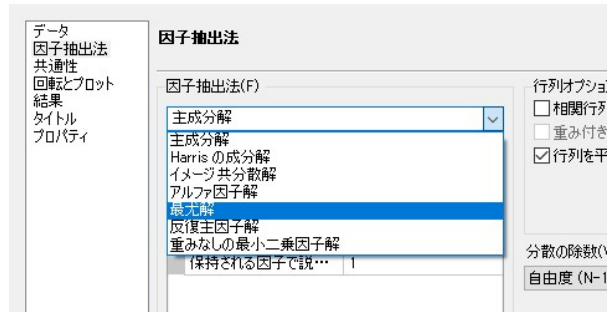 データ
因子抽出法
共通性
回転とプロット
結果
タイトル
プロパティ
因子抽出法
因子抽出法(F)
主成分解
主成分解
Harris の成分解
イメージ共分散解
アルファ因子解
最尤解
反復主因子解
重みなしの最小二乗因子解
保持される因子で説… 1
行列オプション
相関行列
重み付き
行列を平
分散の除数(V
自由度 (N-1